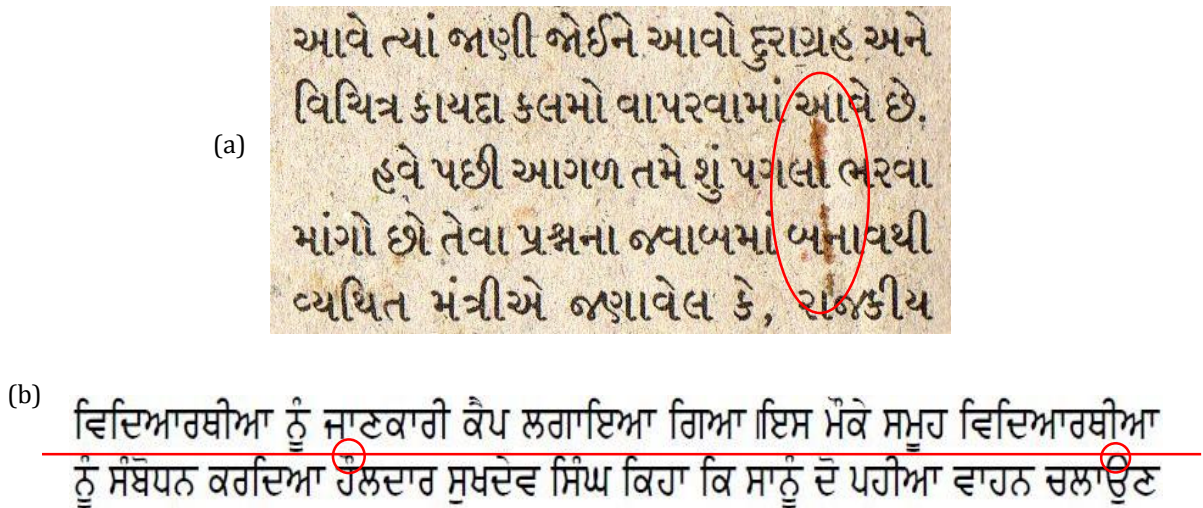 આવે ત્યાં જાણી જોઈને આવો દુરાગ્રહ અને
વિચિત્ર કાયદા કલમો વાપરવામાં આવે છે.
(a)
હવે પછી આગળ તમે શું પગલાં ભરવા
માંગો છો તેવા પ્રશ્નના જવાબમાં બનાવથી
વ્યથિત મંત્રીએ જણાવેલ કે, રાજકીય
(b)
ਵਿਦਿਆਰਥੀਆ ਨੂੰ ਜਾਣਕਾਰੀ ਕੈਪ ਲਗਾਇਆ ਗਿਆ ।ਇਸ ਮੌਕੇ ਸਮੂਹ ਵਿਦਿਆਰਥੀਆ
ਨੂੰ ਸੰਬੋਧਨ ਕਰਦਿਆ ਹੌਲਦਾਰ ਸੁਖਦੇਵ ਸਿੰਘ ਕਿਹਾ ਕਿ ਸਾਨੂੰ ਦੋ ਪਹੀਆ ਵਾਹਨ ਚਲਾਉਣ